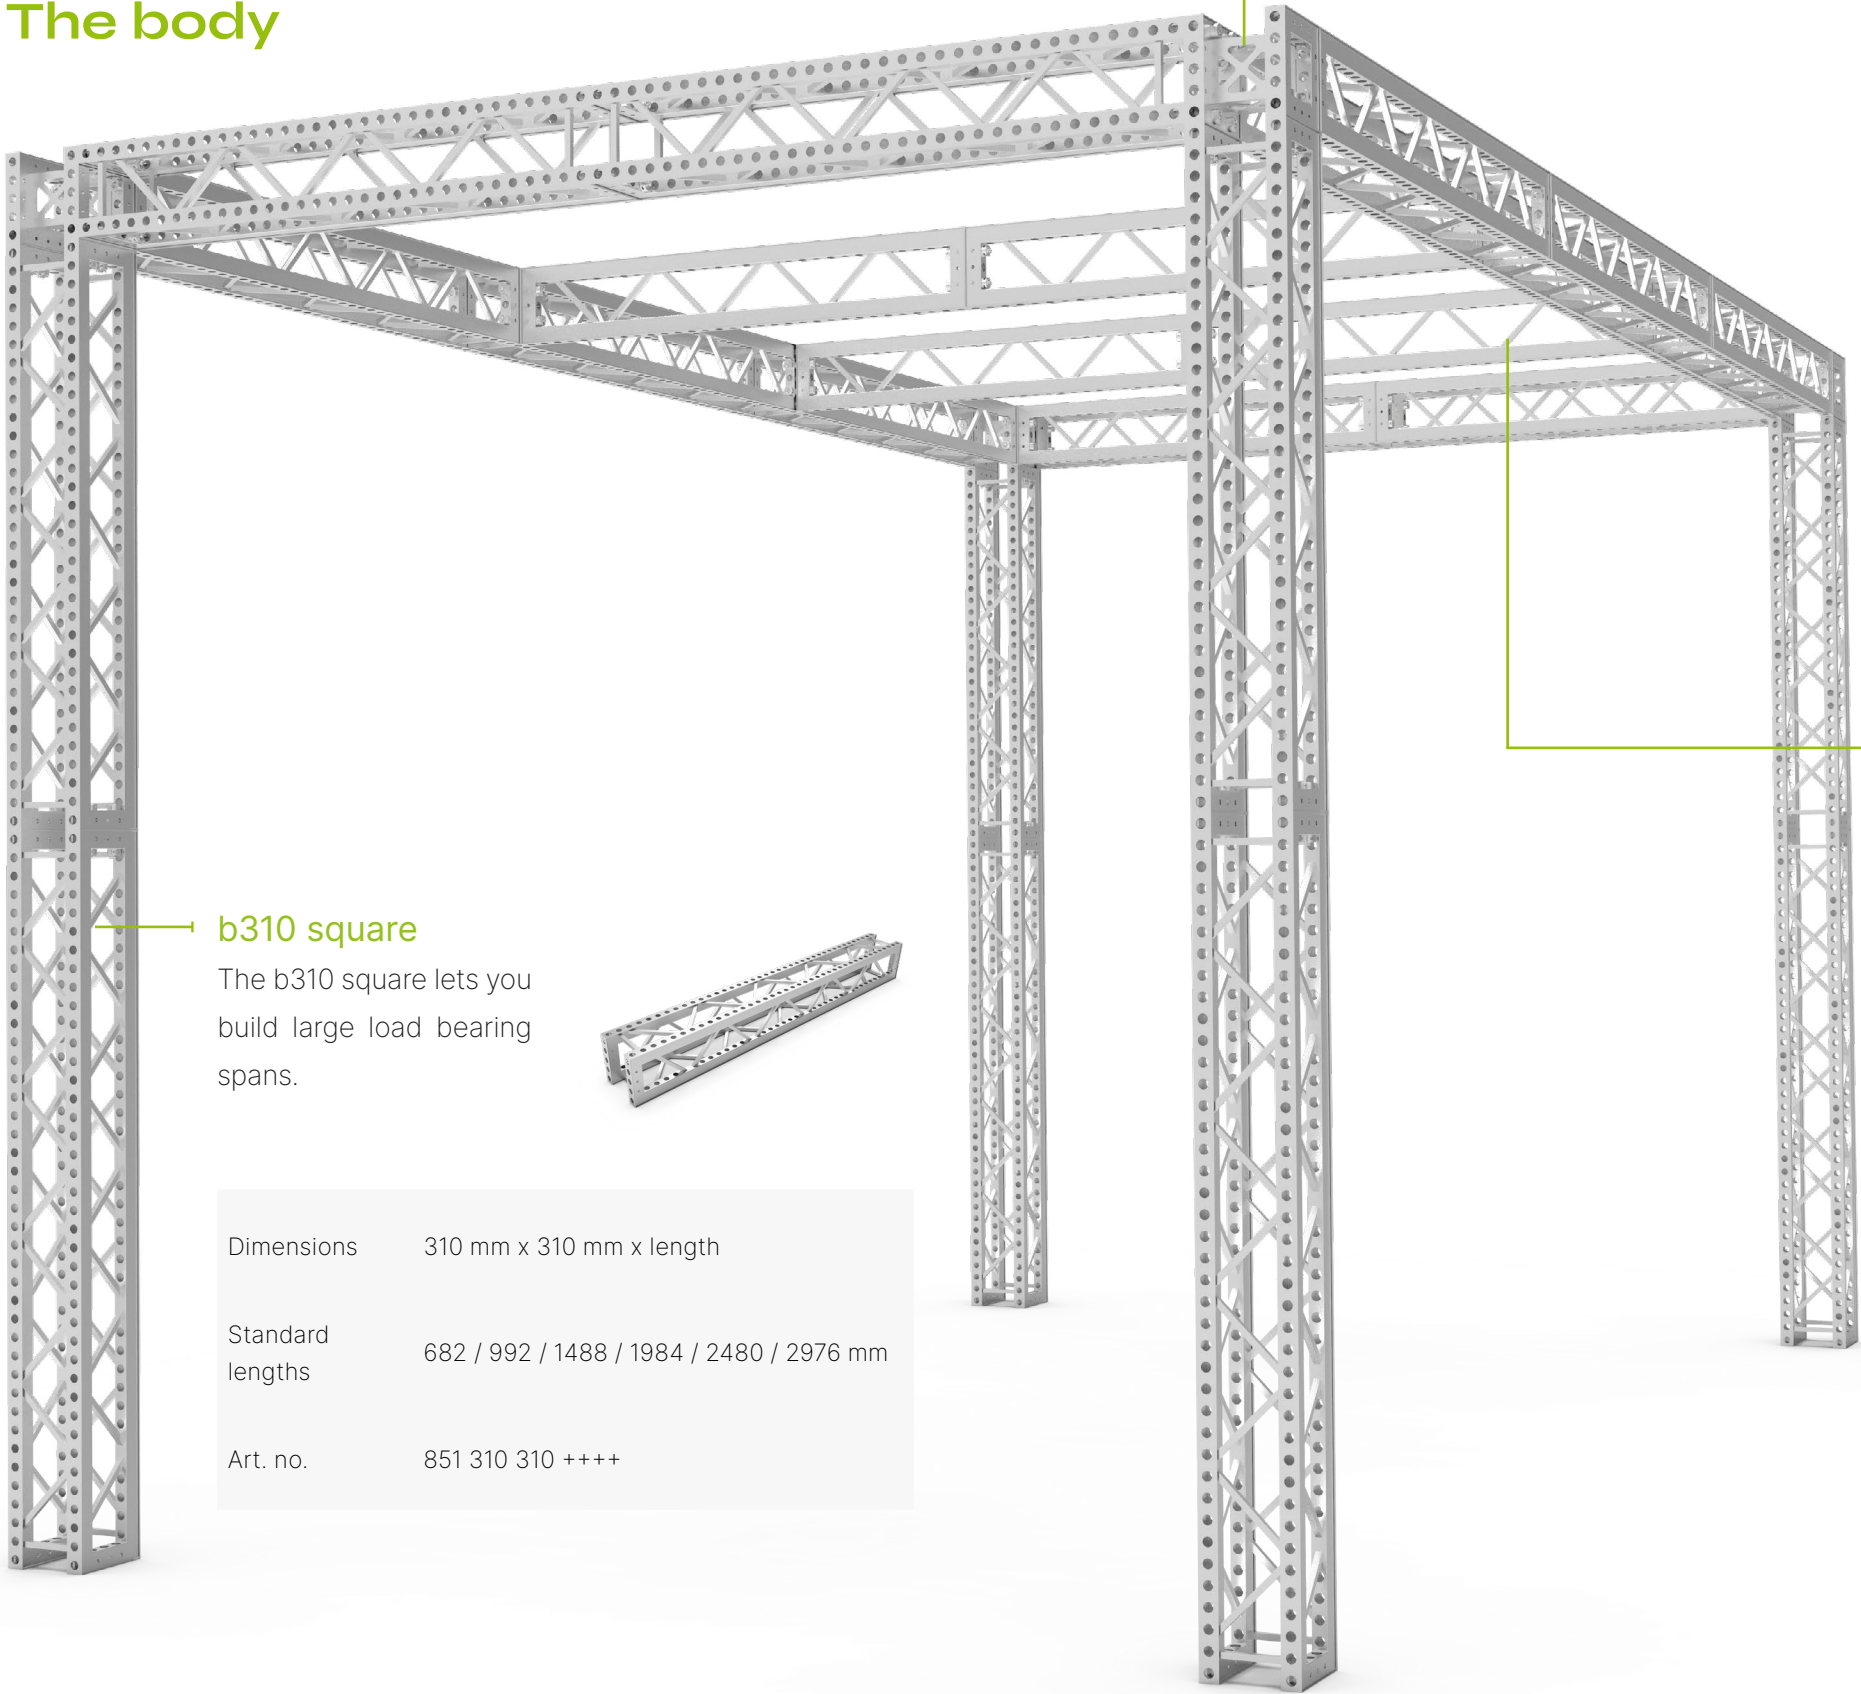 The body
b310 square
The b310 square lets you
build large load bearing
spans.
Dimensions 310 mm x 310 mm x length
Standard
lengths 682 / 992 / 1488 / 1984 / 2480 / 2976 mm
Art. no. 851 310 310 ++++